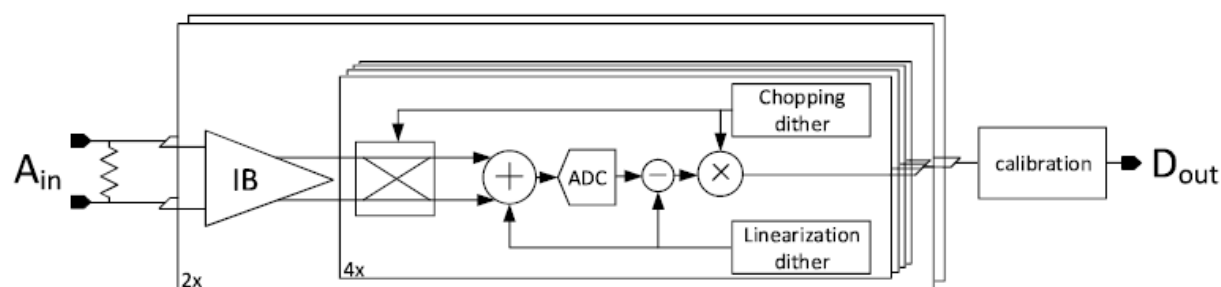 A_in
IB
2x
4x
+
ADC
−
×
Chopping
dither
Linearization
dither
calibration
D_out